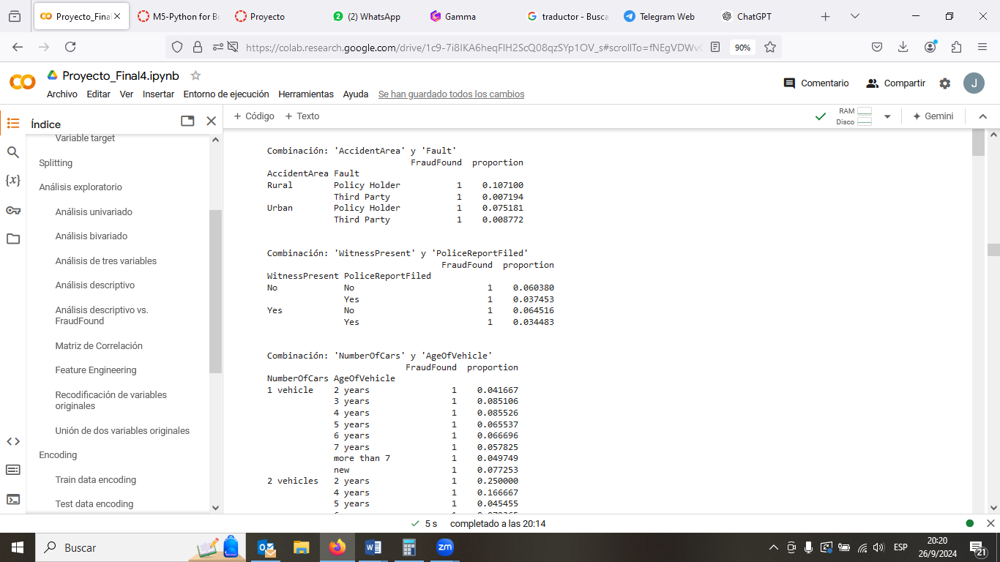 Proyecto_Fina
M5-Python for Bu
Proyecto
(2) WhatsApp
Gamma
traductor - Busca
Telegram Web
ChatGPT
https://colab.research.google.com/drive/1c9-7i8IKA6heqFIH2ScQ08qzSYp1OV_s#scrollTo=fNEgVDWv
90%
CO
Proyecto_Final4.ipynb
Comentario
Compartir
J
Archivo Editar Ver Insertar Entorno de ejecución Herramientas Ayuda Se han guardado todos los cambios
Índice
+ Código + Texto
RAM
Disco
Gemini
Variable target
Splitting
Análisis exploratorio
Análisis univariado
Análisis bivariado
Análisis de tres variables
Análisis descriptivo
Análisis descriptivo vs.
FraudFound
Matriz de Correlación
Feature Engineering
Recodificación de variables
originales
Unión de dos variables originales
Encoding
Train data encoding
Test data encoding
{x}
Combinación: 'AccidentArea' y 'Fault'
FraudFound proportion
AccidentArea Fault
Rural Policy Holder 1 0.107100
Third Party 1 0.007194
Urban Policy Holder 1 0.075181
Third Party 1 0.008772
Combinación: 'WitnessPresent' y 'PoliceReportFiled'
FraudFound proportion
WitnessPresent PoliceReportFiled
No No 1 0.060380
Yes 1 0.037453
Yes No 1 0.064516
Yes 1 0.034483
Combinación: 'NumberOfCars' y 'AgeOfVehicle'
FraudFound proportion
NumberOfCars AgeOfVehicle
1 vehicle 2 years 1 0.041667
3 years 1 0.085106
4 years 1 0.085526
5 years 1 0.065537
6 years 1 0.066696
7 years 1 0.057825
more than 7 1 0.049749
new 1 0.077253
2 vehicles 2 years 1 0.250000
4 years 1 0.166667
5 years 1 0.045455
5 s completado a las 20:14
Buscar
zm
ESP
20:20
26/9/2024
21